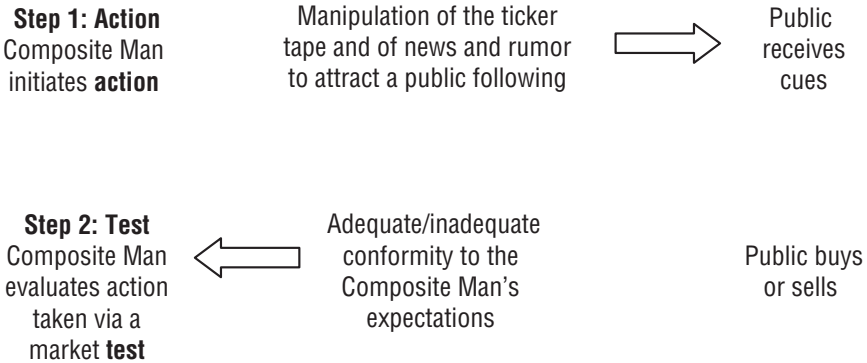 Step 1: Action
Composite Man
initiates action
Manipulation of the ticker
tape and of news and rumor
to attract a public following
Public
receives
cues
Step 2: Test
Composite Man
evaluates action
taken via a
market test
Adequate/inadequate
conformity to the
Composite Man’s
expectations
Public buys
or sells